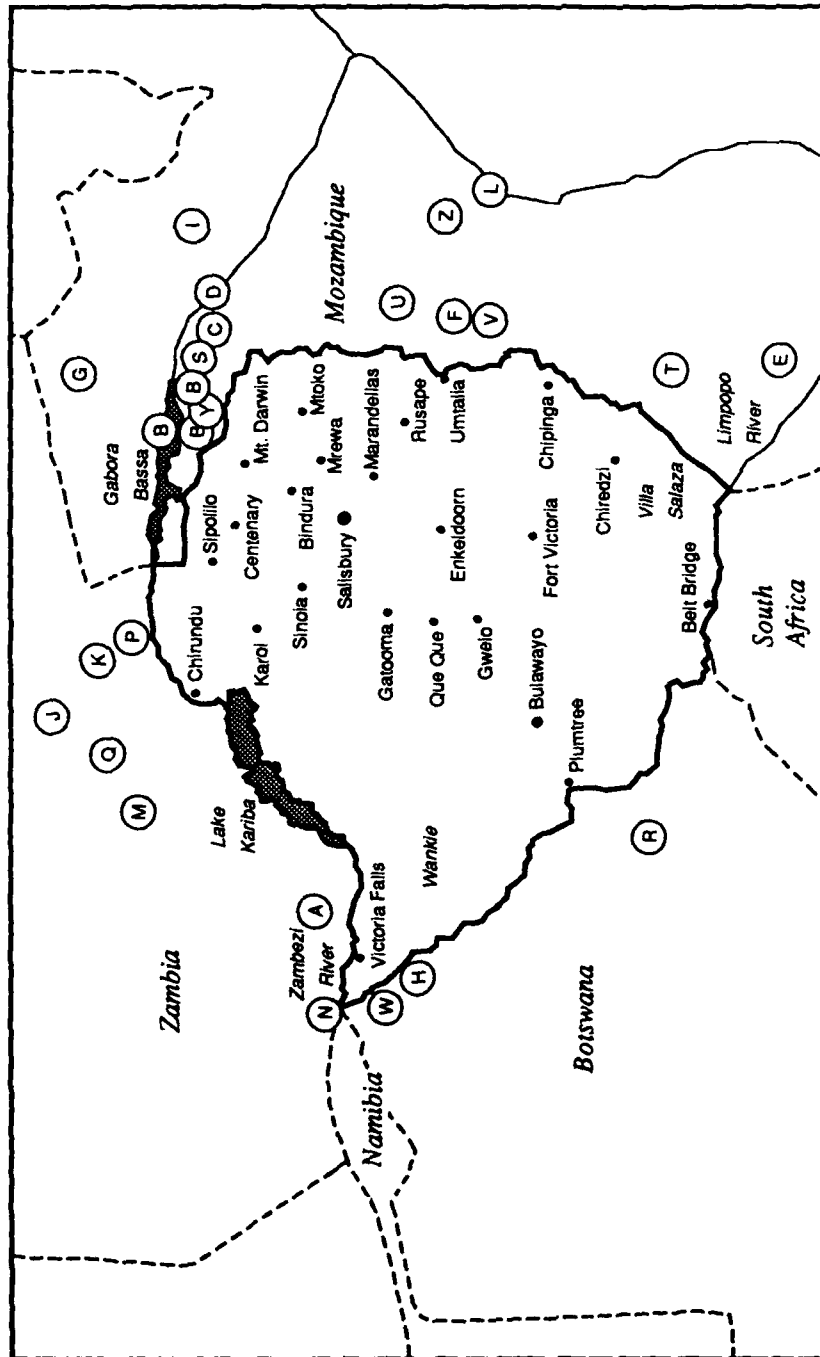 J
G
K
Q
P
M
Gabora
Bassa
B
Zambia
B
Y
B
S
C
D
I
Chirundu
Sipolilo
Lake
Kariba
Karoi
Centenary
Mt. Darwin
Zambezi
River
A
N
Sinoia
Bindura
Mtoko
Mrewa
Mozambique
Salisbury
Victoria Falls
Marandellas
Namibia
W
H
Wankie
Gatooma
Rusape
U
Que Que
Enkeldoorn
Umtalia
F
Z
Gwelo
V
L
Bulawayo
Fort Victoria
Chipinga
Plumtree
Botswana
Chiredzi
R
Villa
Salaza
T
Belt Bridge
Limpopo
River
South
Africa
E